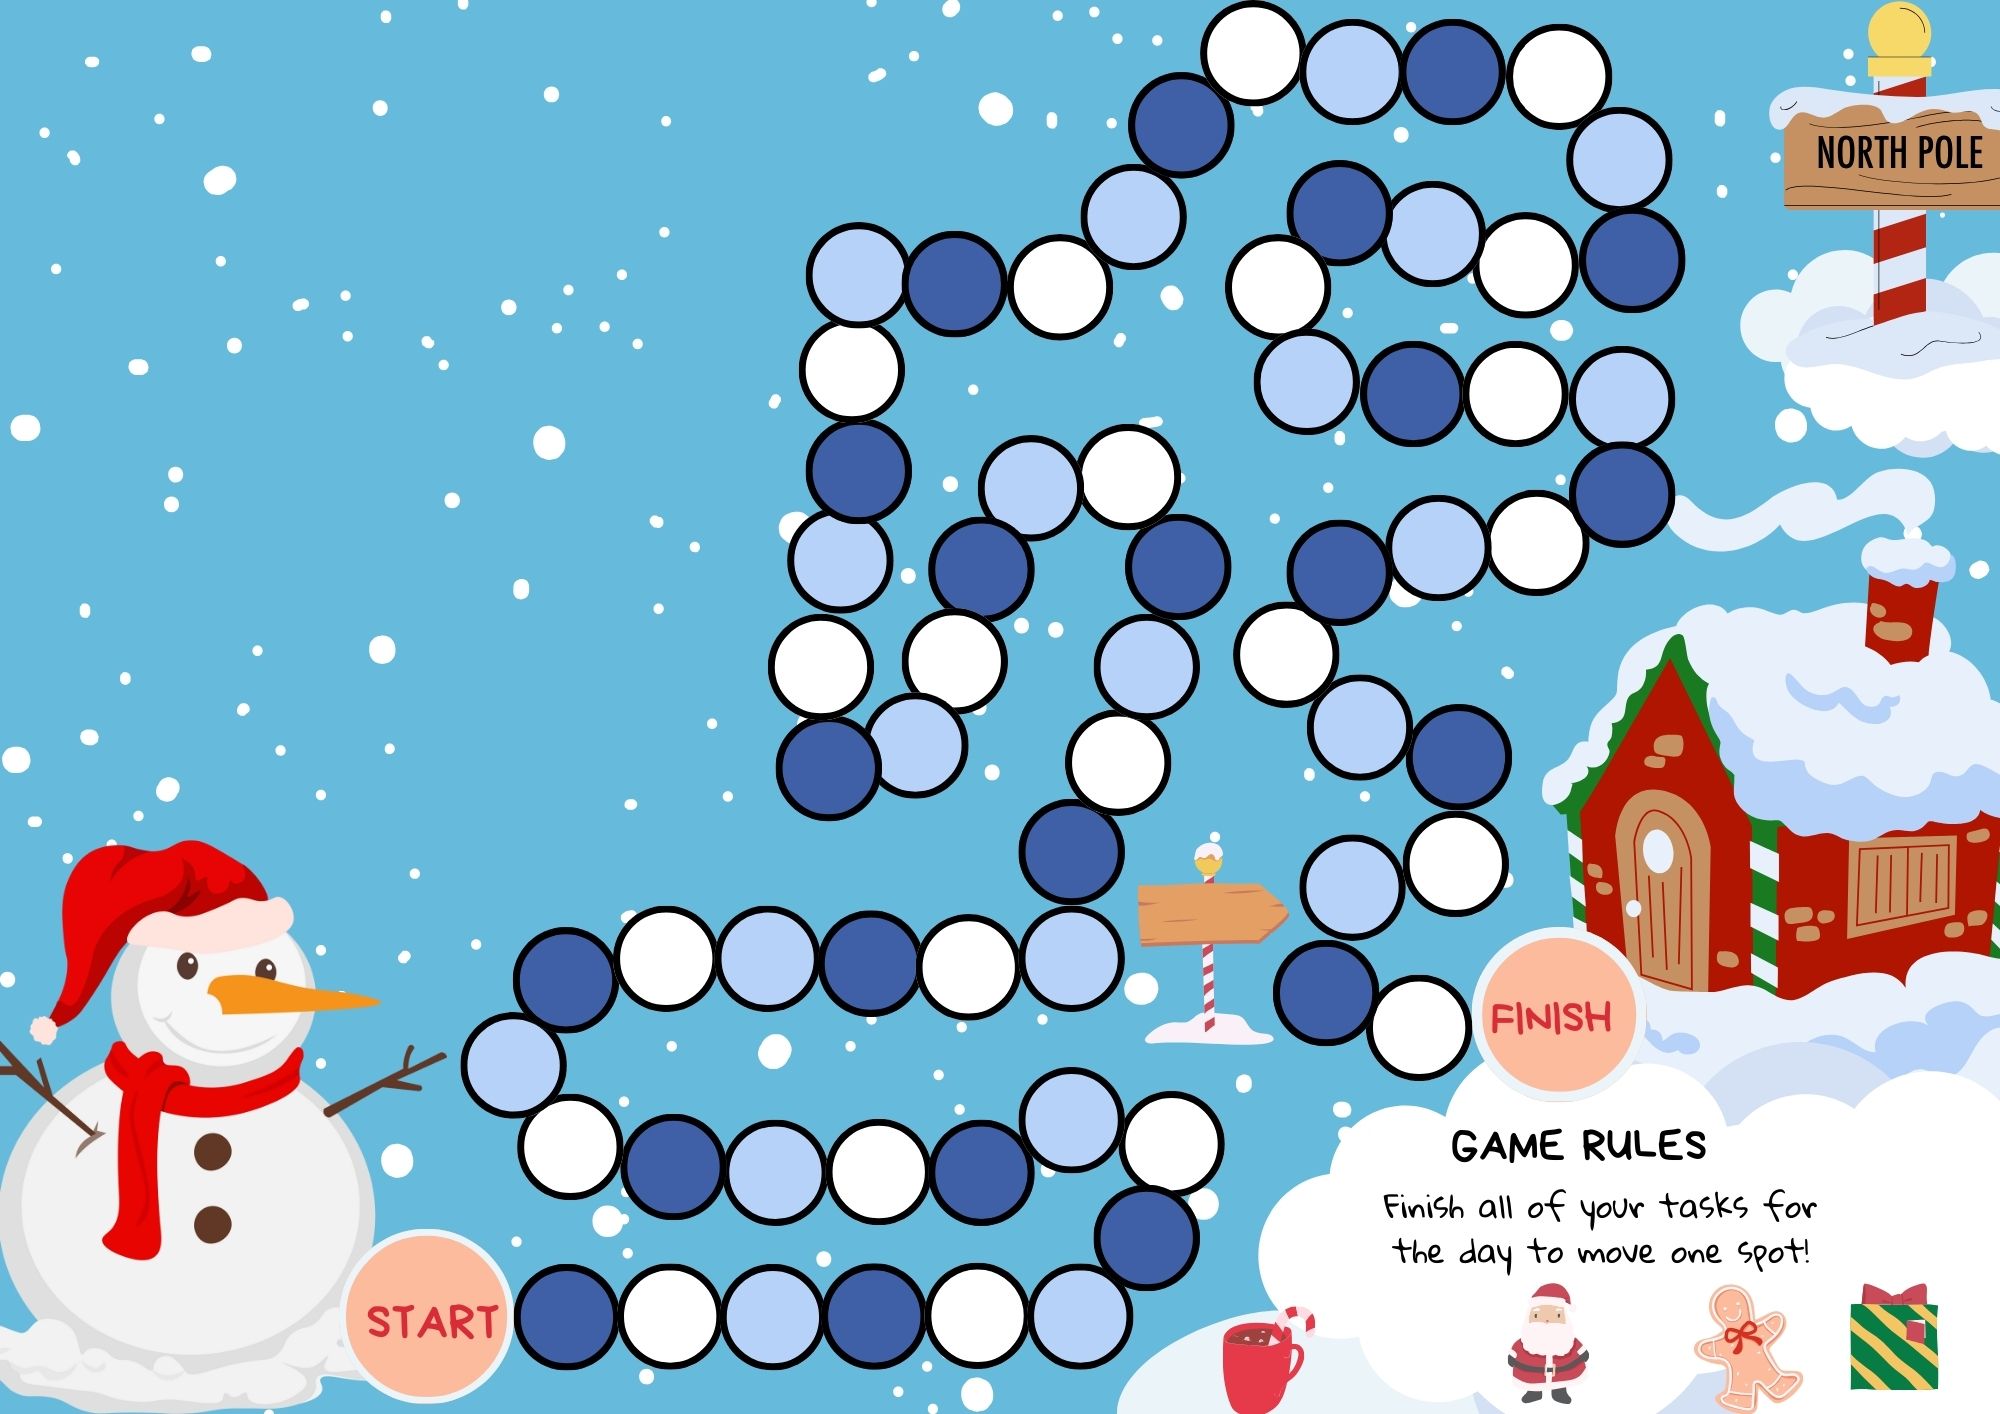 NORTH POLE
FINISH
GAME RULES
Finish all of your tasks for
the day to move one spot!
START